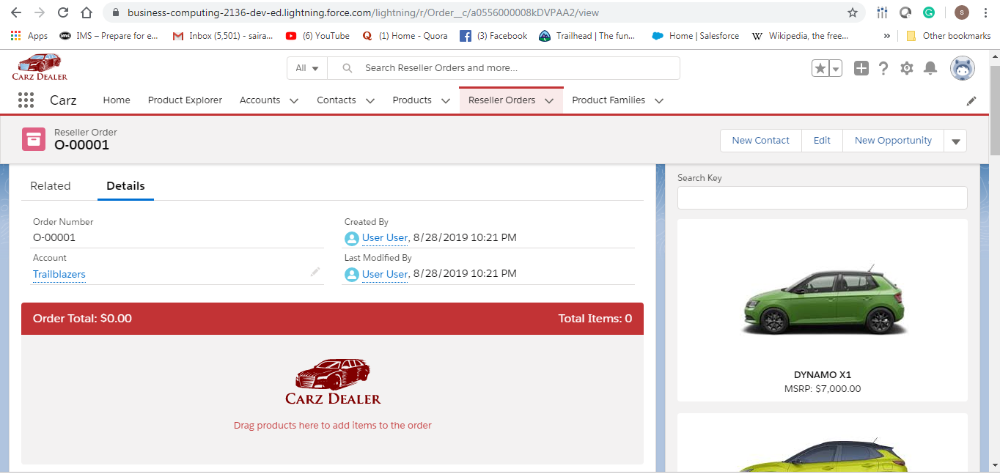 business-computing-2136-dev-ed.lightning.force.com/lightning/r/Order__c/a0556000008kDVPAA2/view
S
Apps ims IMS – Prepare for e... Inbox (5,501) - saira... (6) YouTube Q (1) Home - Quora (3) Facebook Trailhead | The fun... Home | Salesforce W Wikipedia, the free... » Other bookmarks
CARZ DEALER
All Search Reseller Orders and more...
Carz Home Product Explorer Accounts Contacts Products Reseller Orders Product Families
Reseller Order
O-00001
New Contact Edit New Opportunity
Related Details
Order Number
O-00001
Created By
User User, 8/28/2019 10:21 PM
Account
Trailblazers
Last Modified By
User User, 8/28/2019 10:21 PM
Order Total: $0.00 Total Items: 0
CARZ DEALER
Drag products here to add items to the order
Search Key
DYNAMO X1
MSRP: $7,000.00